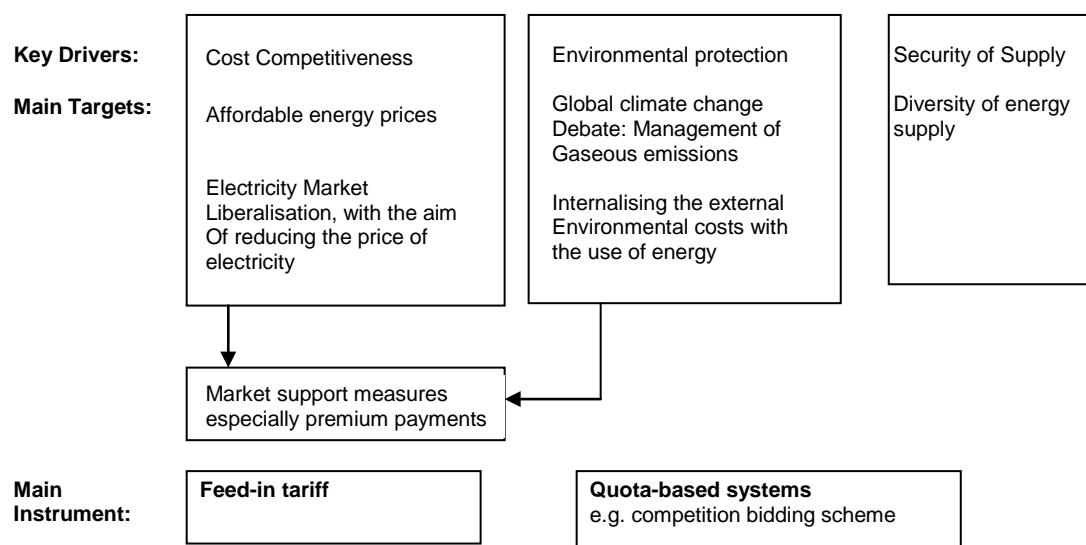 Key Drivers:
Cost Competitiveness
Environmental protection
Security of Supply
Main Targets:
Affordable energy prices
Global climate change
Debate: Management of
Gaseous emissions
Diversity of energy
supply
Electricity Market
Liberalisation, with the aim
Of reducing the price of
electricity
Internalising the external
Environmental costs with
the use of energy
Market support measures
especially premium payments
Main
Instrument:
Feed-in tariff
Quota-based systems
e.g. competition bidding scheme